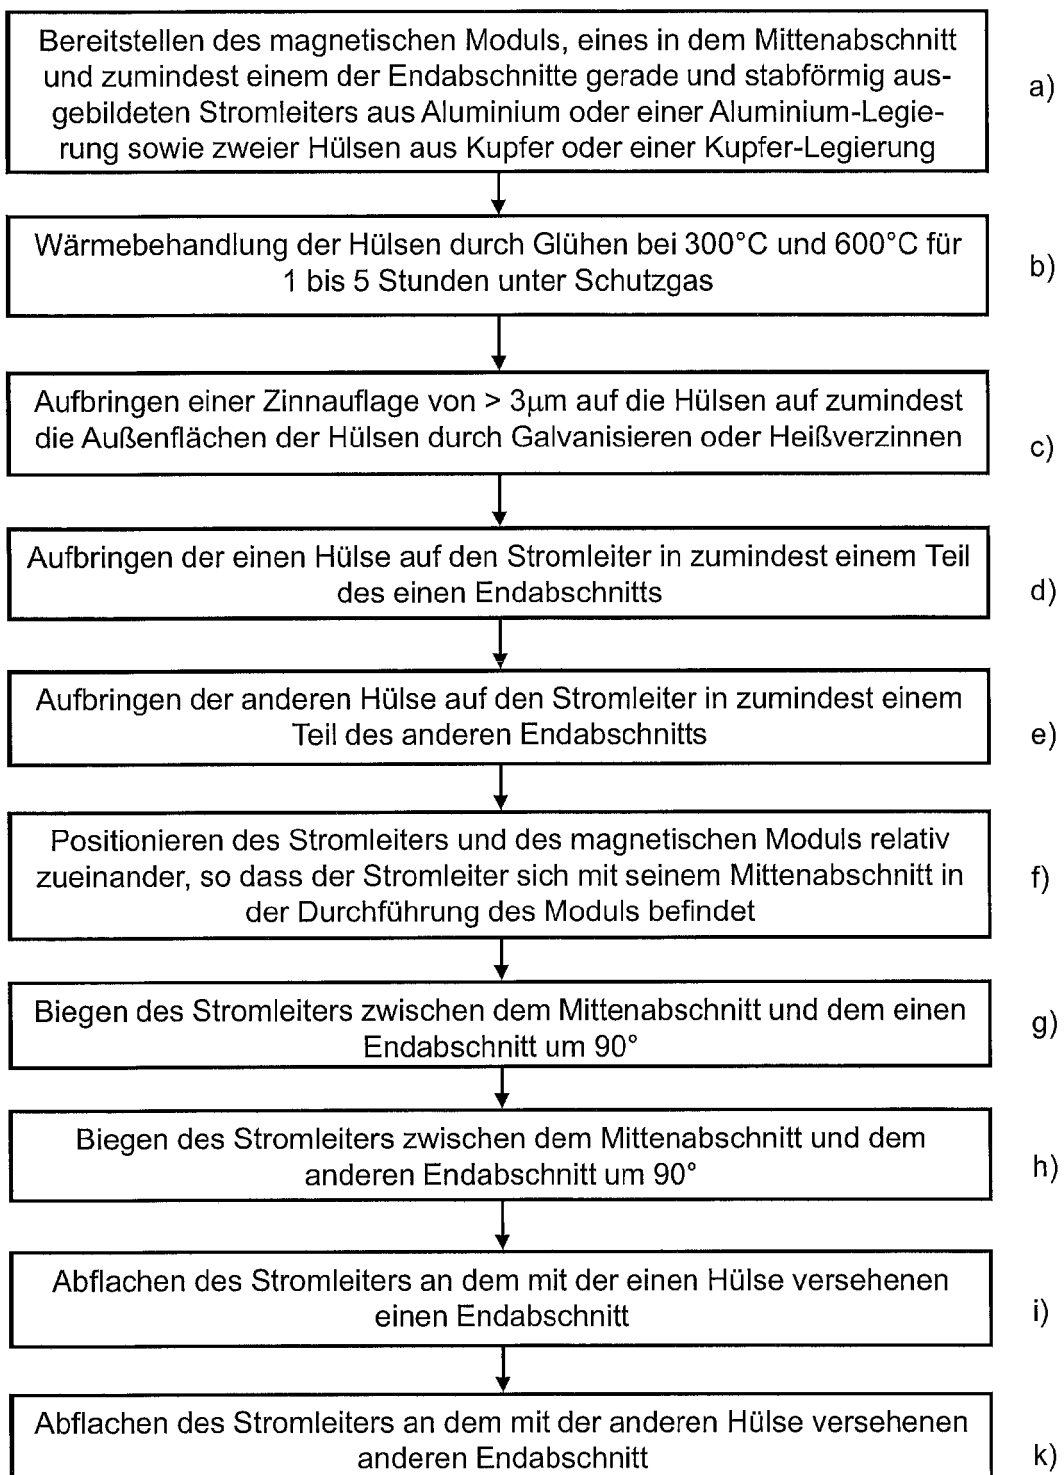 Bereitstellen des magnetischen Moduls, eines in dem Mittenabschnitt
und zumindest einem der Endabschnitte gerade und stabförmig aus-
gebildeten Stromleiters aus Aluminium oder einer Aluminium-Legie-
rung sowie zweier Hülsen aus Kupfer oder einer Kupfer-Legierung
a)
Wärmebehandlung der Hülsen durch Glühen bei 300°C und 600°C für
1 bis 5 Stunden unter Schutzgas
b)
Aufbringen einer Zinnauflage von > 3µm auf die Hülsen auf zumindest
die Außenflächen der Hülsen durch Galvanisieren oder Heißverzinnen
c)
Aufbringen der einen Hülse auf den Stromleiter in zumindest einem Teil
des einen Endabschnitts
d)
Aufbringen der anderen Hülse auf den Stromleiter in zumindest einem
Teil des anderen Endabschnitts
e)
Positionieren des Stromleiters und des magnetischen Moduls relativ
zueinander, so dass der Stromleiter sich mit seinem Mittenabschnitt in
der Durchführung des Moduls befindet
f)
Biegen des Stromleiters zwischen dem Mittenabschnitt und dem einen
Endabschnitt um 90°
g)
Biegen des Stromleiters zwischen dem Mittenabschnitt und dem
anderen Endabschnitt um 90°
h)
Abflachen des Stromleiters an dem mit der einen Hülse versehenen
einen Endabschnitt
i)
Abflachen des Stromleiters an dem mit der anderen Hülse versehenen
anderen Endabschnitt
k)